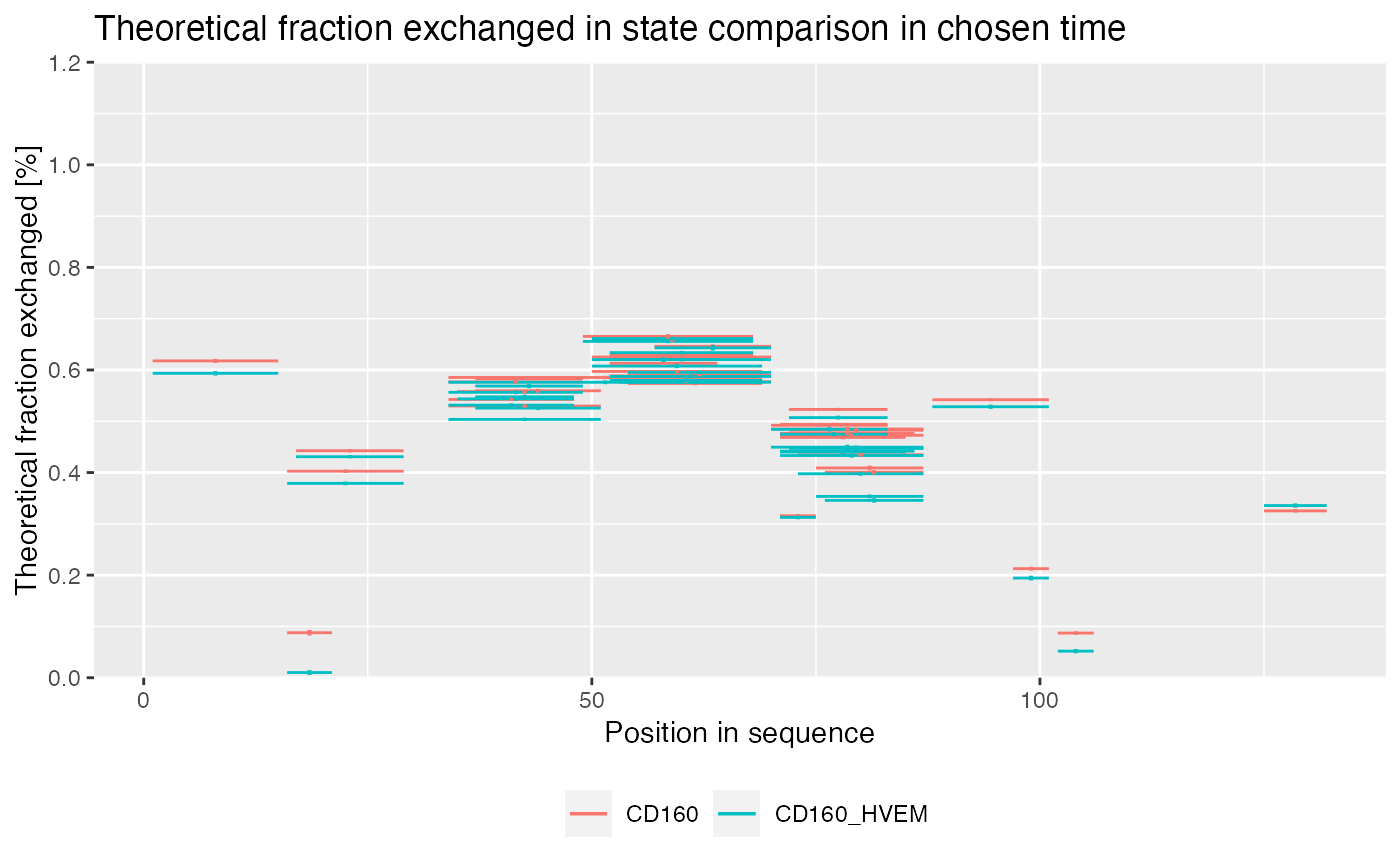 Theoretical fraction exchanged in state comparison in chosen time
Theoretical fraction exchanged [%]
1.2
1.0
0.8
0.6
0.4
0.2
0.0
0 50 100
Position in sequence
CD160 CD160_HVEM